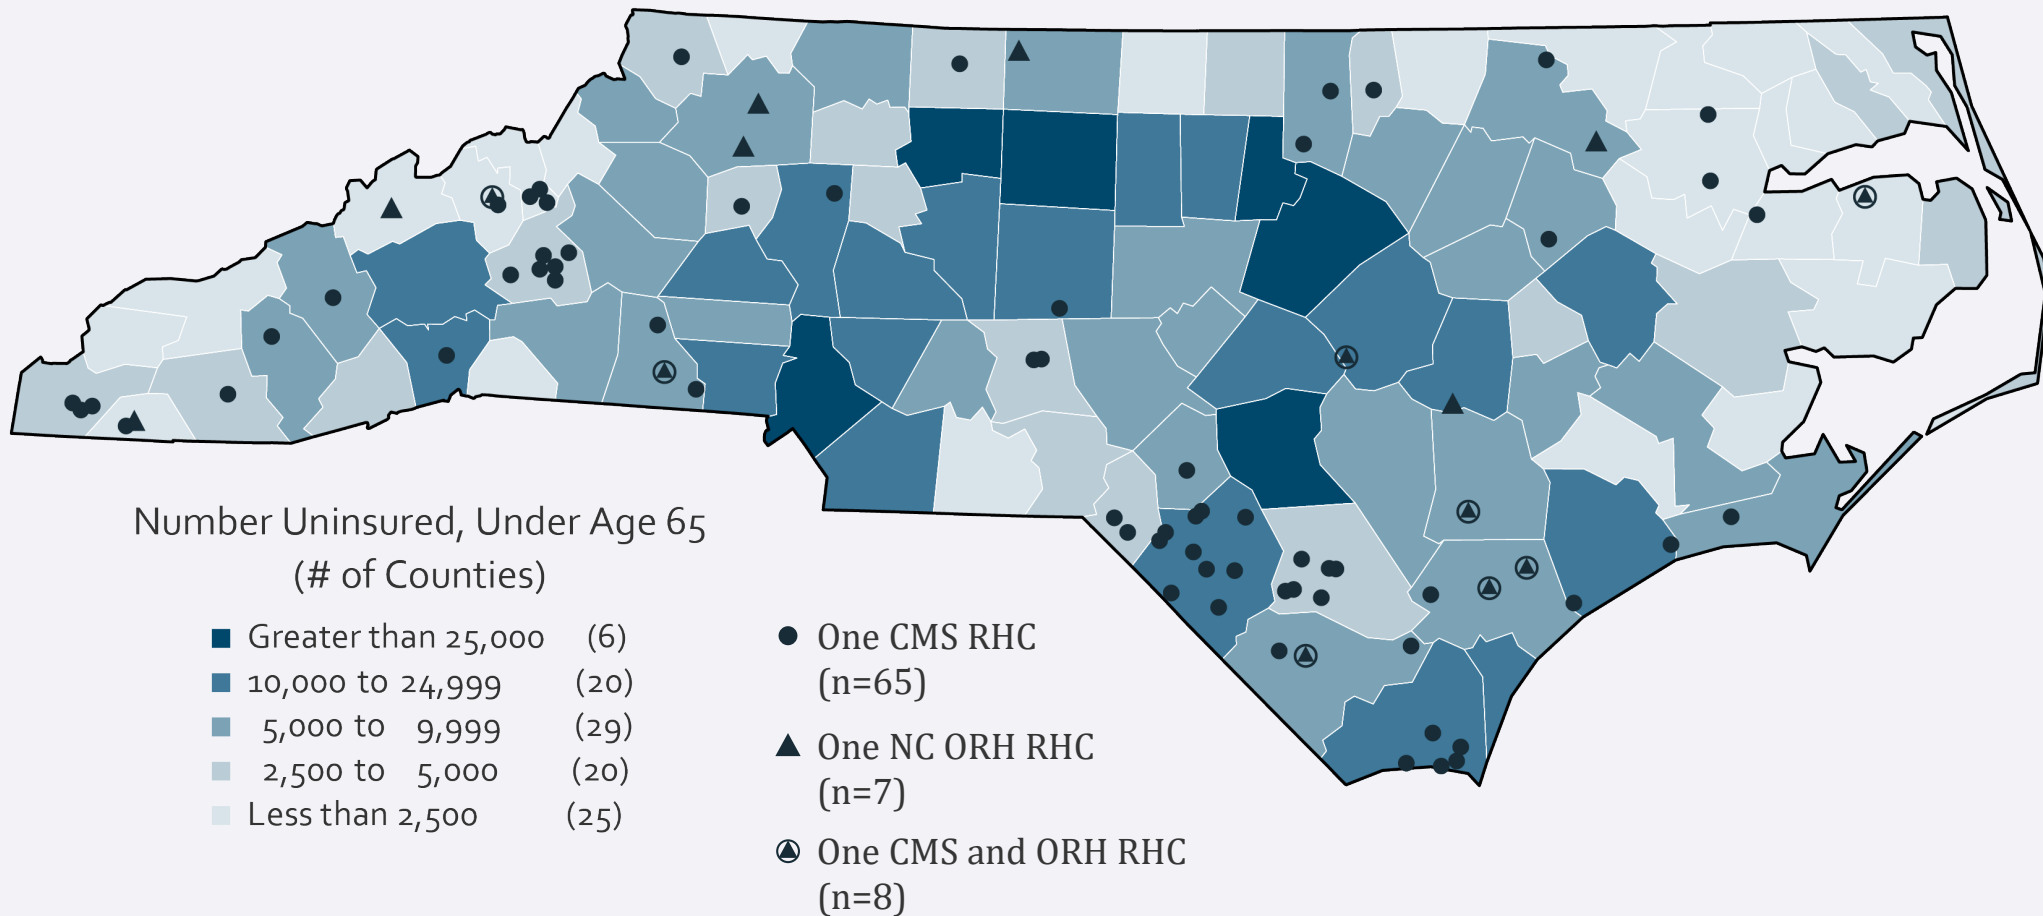 Number Uninsured, Under Age 65
(# of Counties)
Greater than 25,000 (6)
10,000 to 24,999 (20)
5,000 to 9,999 (29)
2,500 to 5,000 (20)
Less than 2,500 (25)
One CMS RHC
(n=65)
One NC ORH RHC
(n=7)
One CMS and ORH RHC
(n=8)